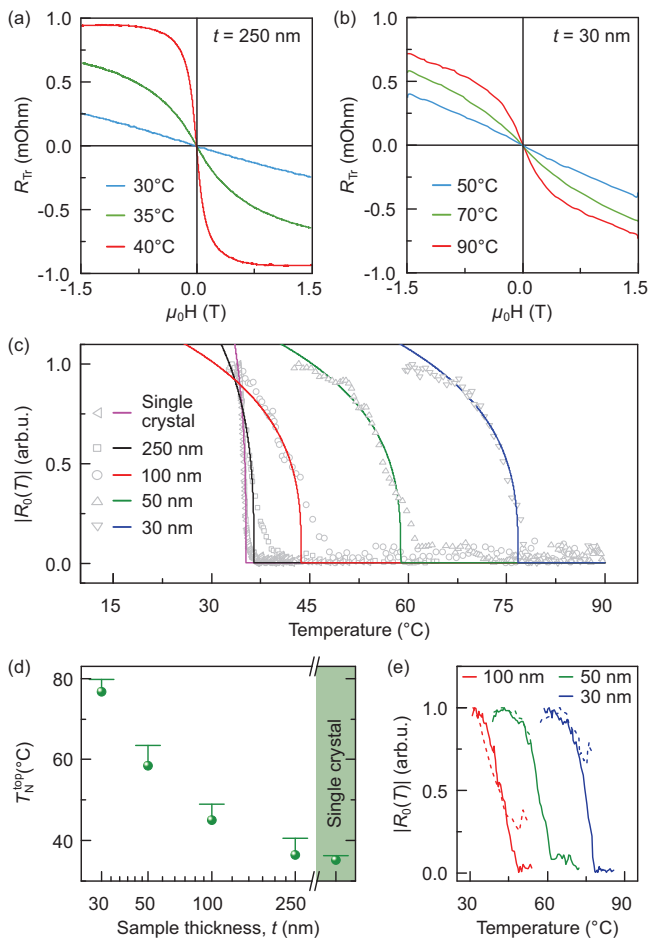 (a)
t = 250 nm
1.0
0.5
0.0
-0.5
-1.0
R_Tr (mOhm)
30°C
35°C
40°C
-1.5 0.0 1.5
μ₀H (T)
(b)
t = 30 nm
1.0
0.5
0.0
-0.5
-1.0
R_Tr (mOhm)
50°C
70°C
90°C
-1.5 0.0 1.5
μ₀H (T)
(c)
1.0
0.5
0.0
|R₀(T)| (arb.u.)
Single
crystal
250 nm
100 nm
50 nm
30 nm
15 30 45 60 75 90
Temperature (°C)
(d)
80
60
40
T_N^top(°C)
Single crystal
30 50 100 250
Sample thickness, t (nm)
(e)
100 nm 50 nm
30 nm
1.0
0.5
0.0
|R₀(T)| (arb.u.)
30 60 90
Temperature (°C)